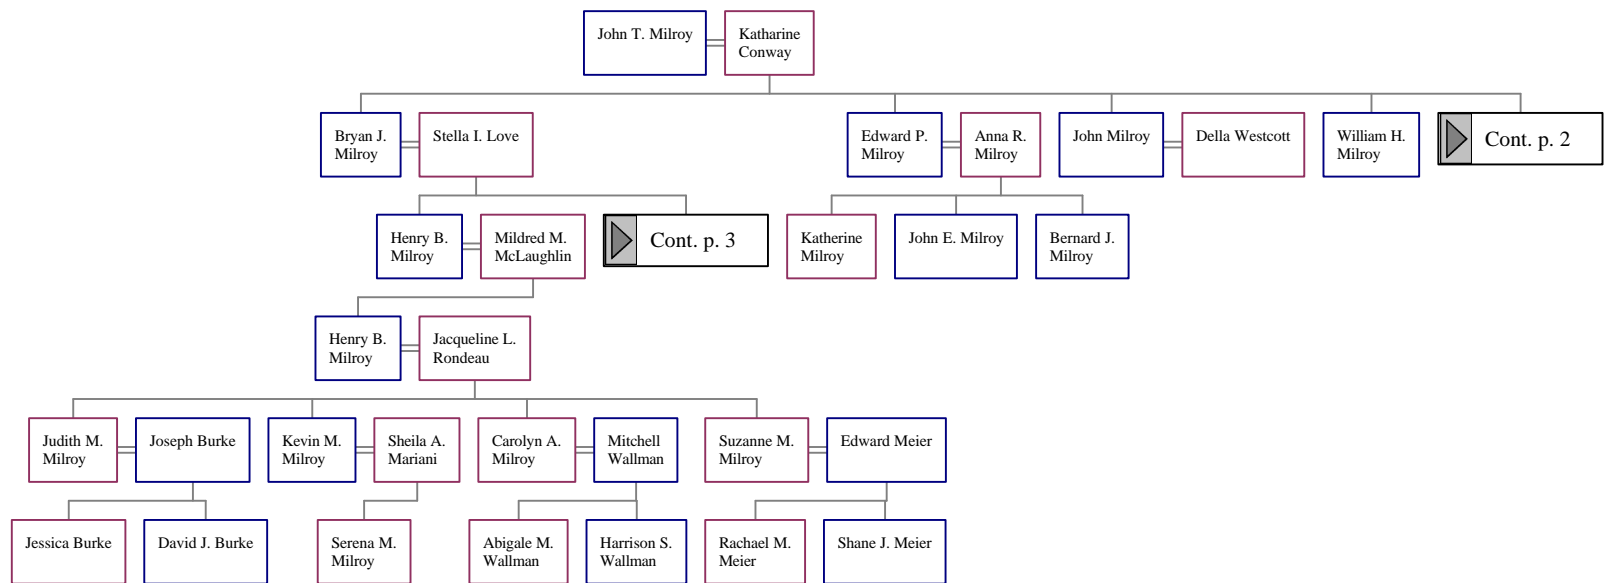 John T. Milroy
Katharine
Conway
Bryan J.
Milroy
Stella I. Love
Edward P.
Milroy
Anna R.
Milroy
John Milroy
Della Westcott
William H.
Milroy
Cont. p. 2
Henry B.
Milroy
Mildred M.
McLaughlin
Cont. p. 3
Katherine
Milroy
John E. Milroy
Bernard J.
Milroy
Henry B.
Milroy
Jacqueline L.
Rondeau
Judith M.
Milroy
Joseph Burke
Kevin M.
Milroy
Sheila A.
Mariani
Carolyn A.
Milroy
Mitchell
Wallman
Suzanne M.
Milroy
Edward Meier
Jessica Burke
David J. Burke
Serena M.
Milroy
Abigale M.
Wallman
Harrison S.
Wallman
Rachael M.
Meier
Shane J. Meier